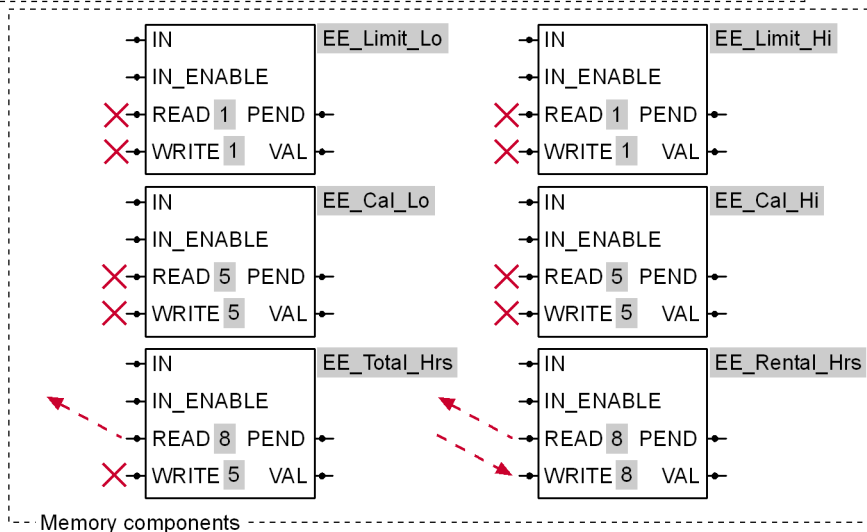 IN EE_Limit_Lo
IN_ENABLE
READ 1 PEND
WRITE 1 VAL
IN EE_Limit_Hi
IN_ENABLE
READ 1 PEND
WRITE 1 VAL
IN EE_Cal_Lo
IN_ENABLE
READ 5 PEND
WRITE 5 VAL
IN EE_Cal_Hi
IN_ENABLE
READ 5 PEND
WRITE 5 VAL
IN EE_Total_Hrs
IN_ENABLE
READ 8 PEND
WRITE 5 VAL
IN EE_Rental_Hrs
IN_ENABLE
READ 8 PEND
WRITE 8 VAL
Memory components